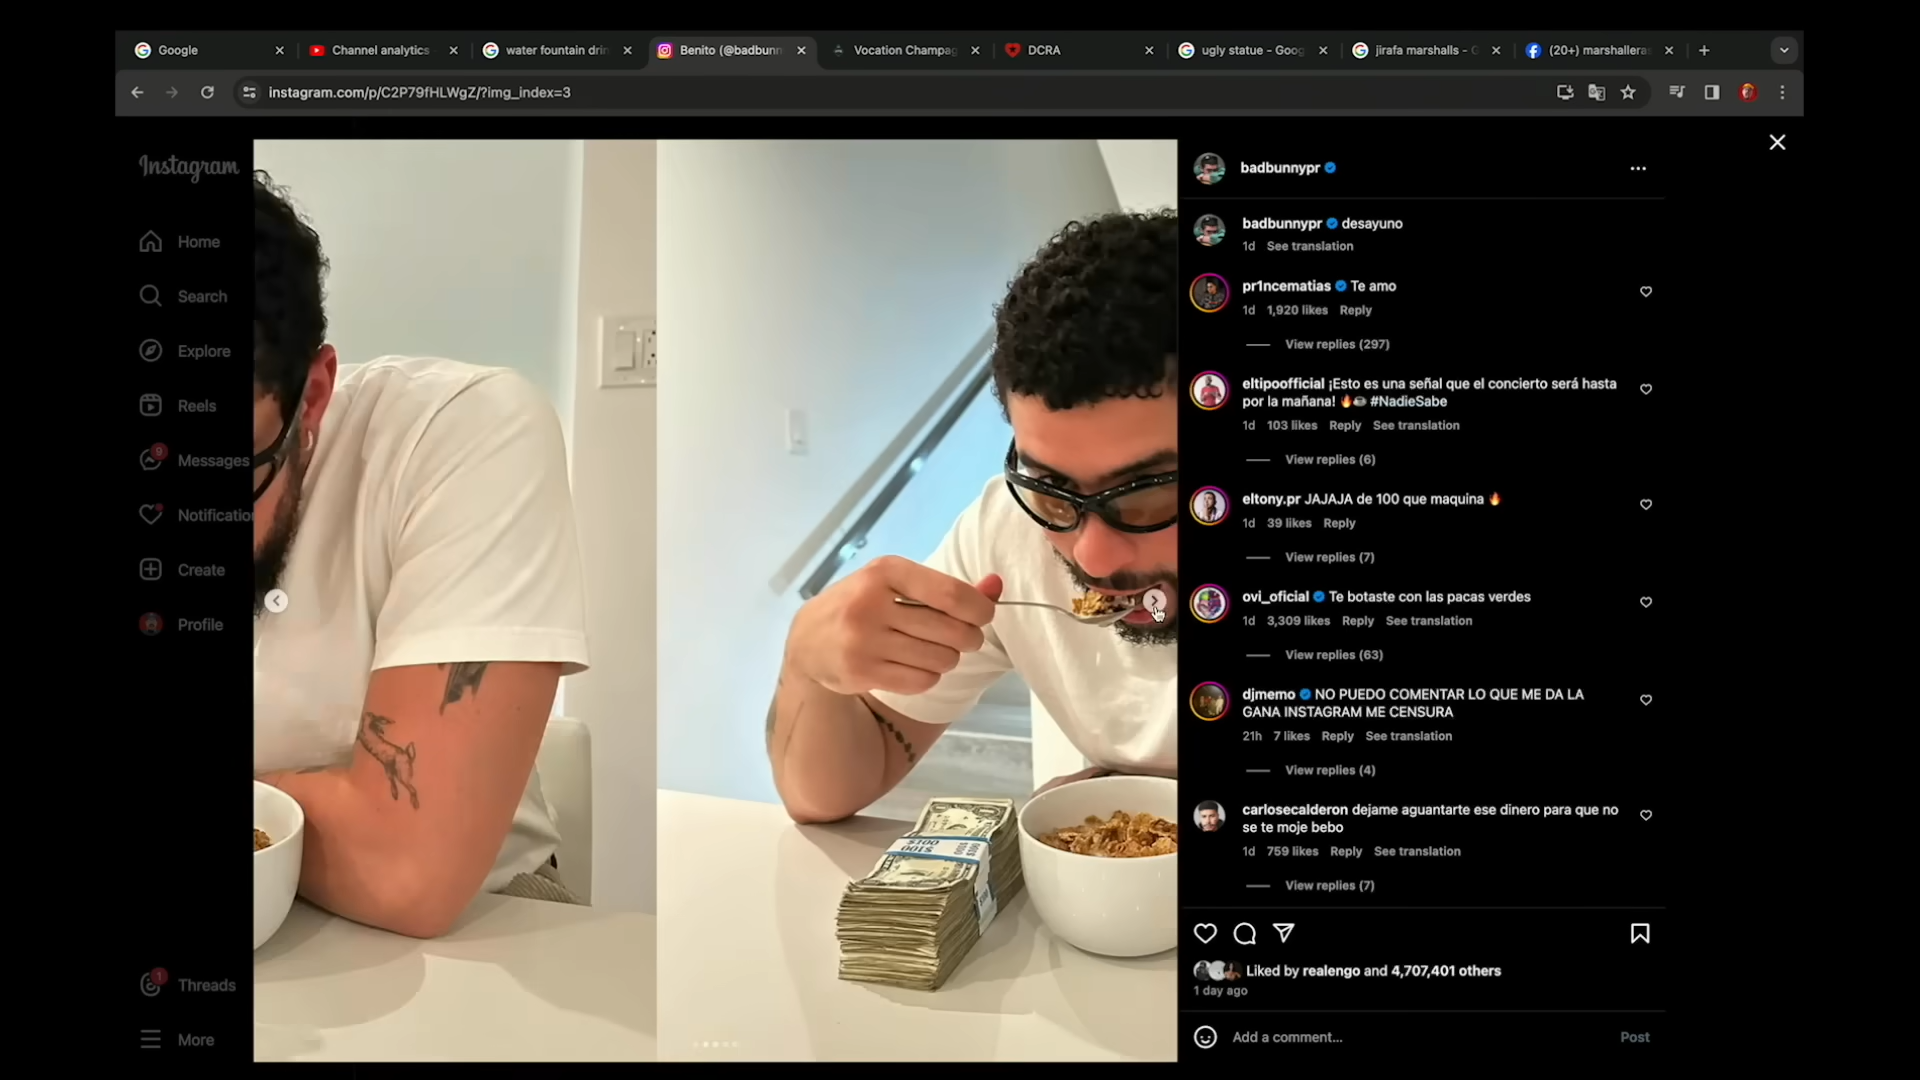 Google
Channel analytics
water fountain drin
Benito (@badbunn
Vocation Champag
DCRA
ugly statue - Goog
jirafa marshalls - G
(20+) marshallera
instagram.com/p/C2P79fHLWgZ/?img_index=3
Instagram
Home
Search
Explore
Reels
9
Messages
Notification
Create
Profile
1
Threads
More
$100
badbunnypr
badbunnypr desayuno
1d See translation
pr1ncematias Te amo
1d 1,920 likes Reply
View replies (297)
eltipoofficial ¡Esto es una señal que el concierto será hasta
por la mañana! 🔥☕ #NadieSabe
1d 103 likes Reply See translation
View replies (6)
eltony.pr JAJAJA de 100 que maquina 🔥
1d 39 likes Reply
View replies (7)
ovi_oficial Te botaste con las pacas verdes
1d 3,309 likes Reply See translation
View replies (63)
djmemo NO PUEDO COMENTAR LO QUE ME DA LA
GANA INSTAGRAM ME CENSURA
21h 7 likes Reply See translation
View replies (4)
carlosecalderon dejame aguantarte ese dinero para que no
se te moje bebo
1d 759 likes Reply See translation
View replies (7)
Liked by realengo and 4,707,401 others
1 day ago
Add a comment...
Post